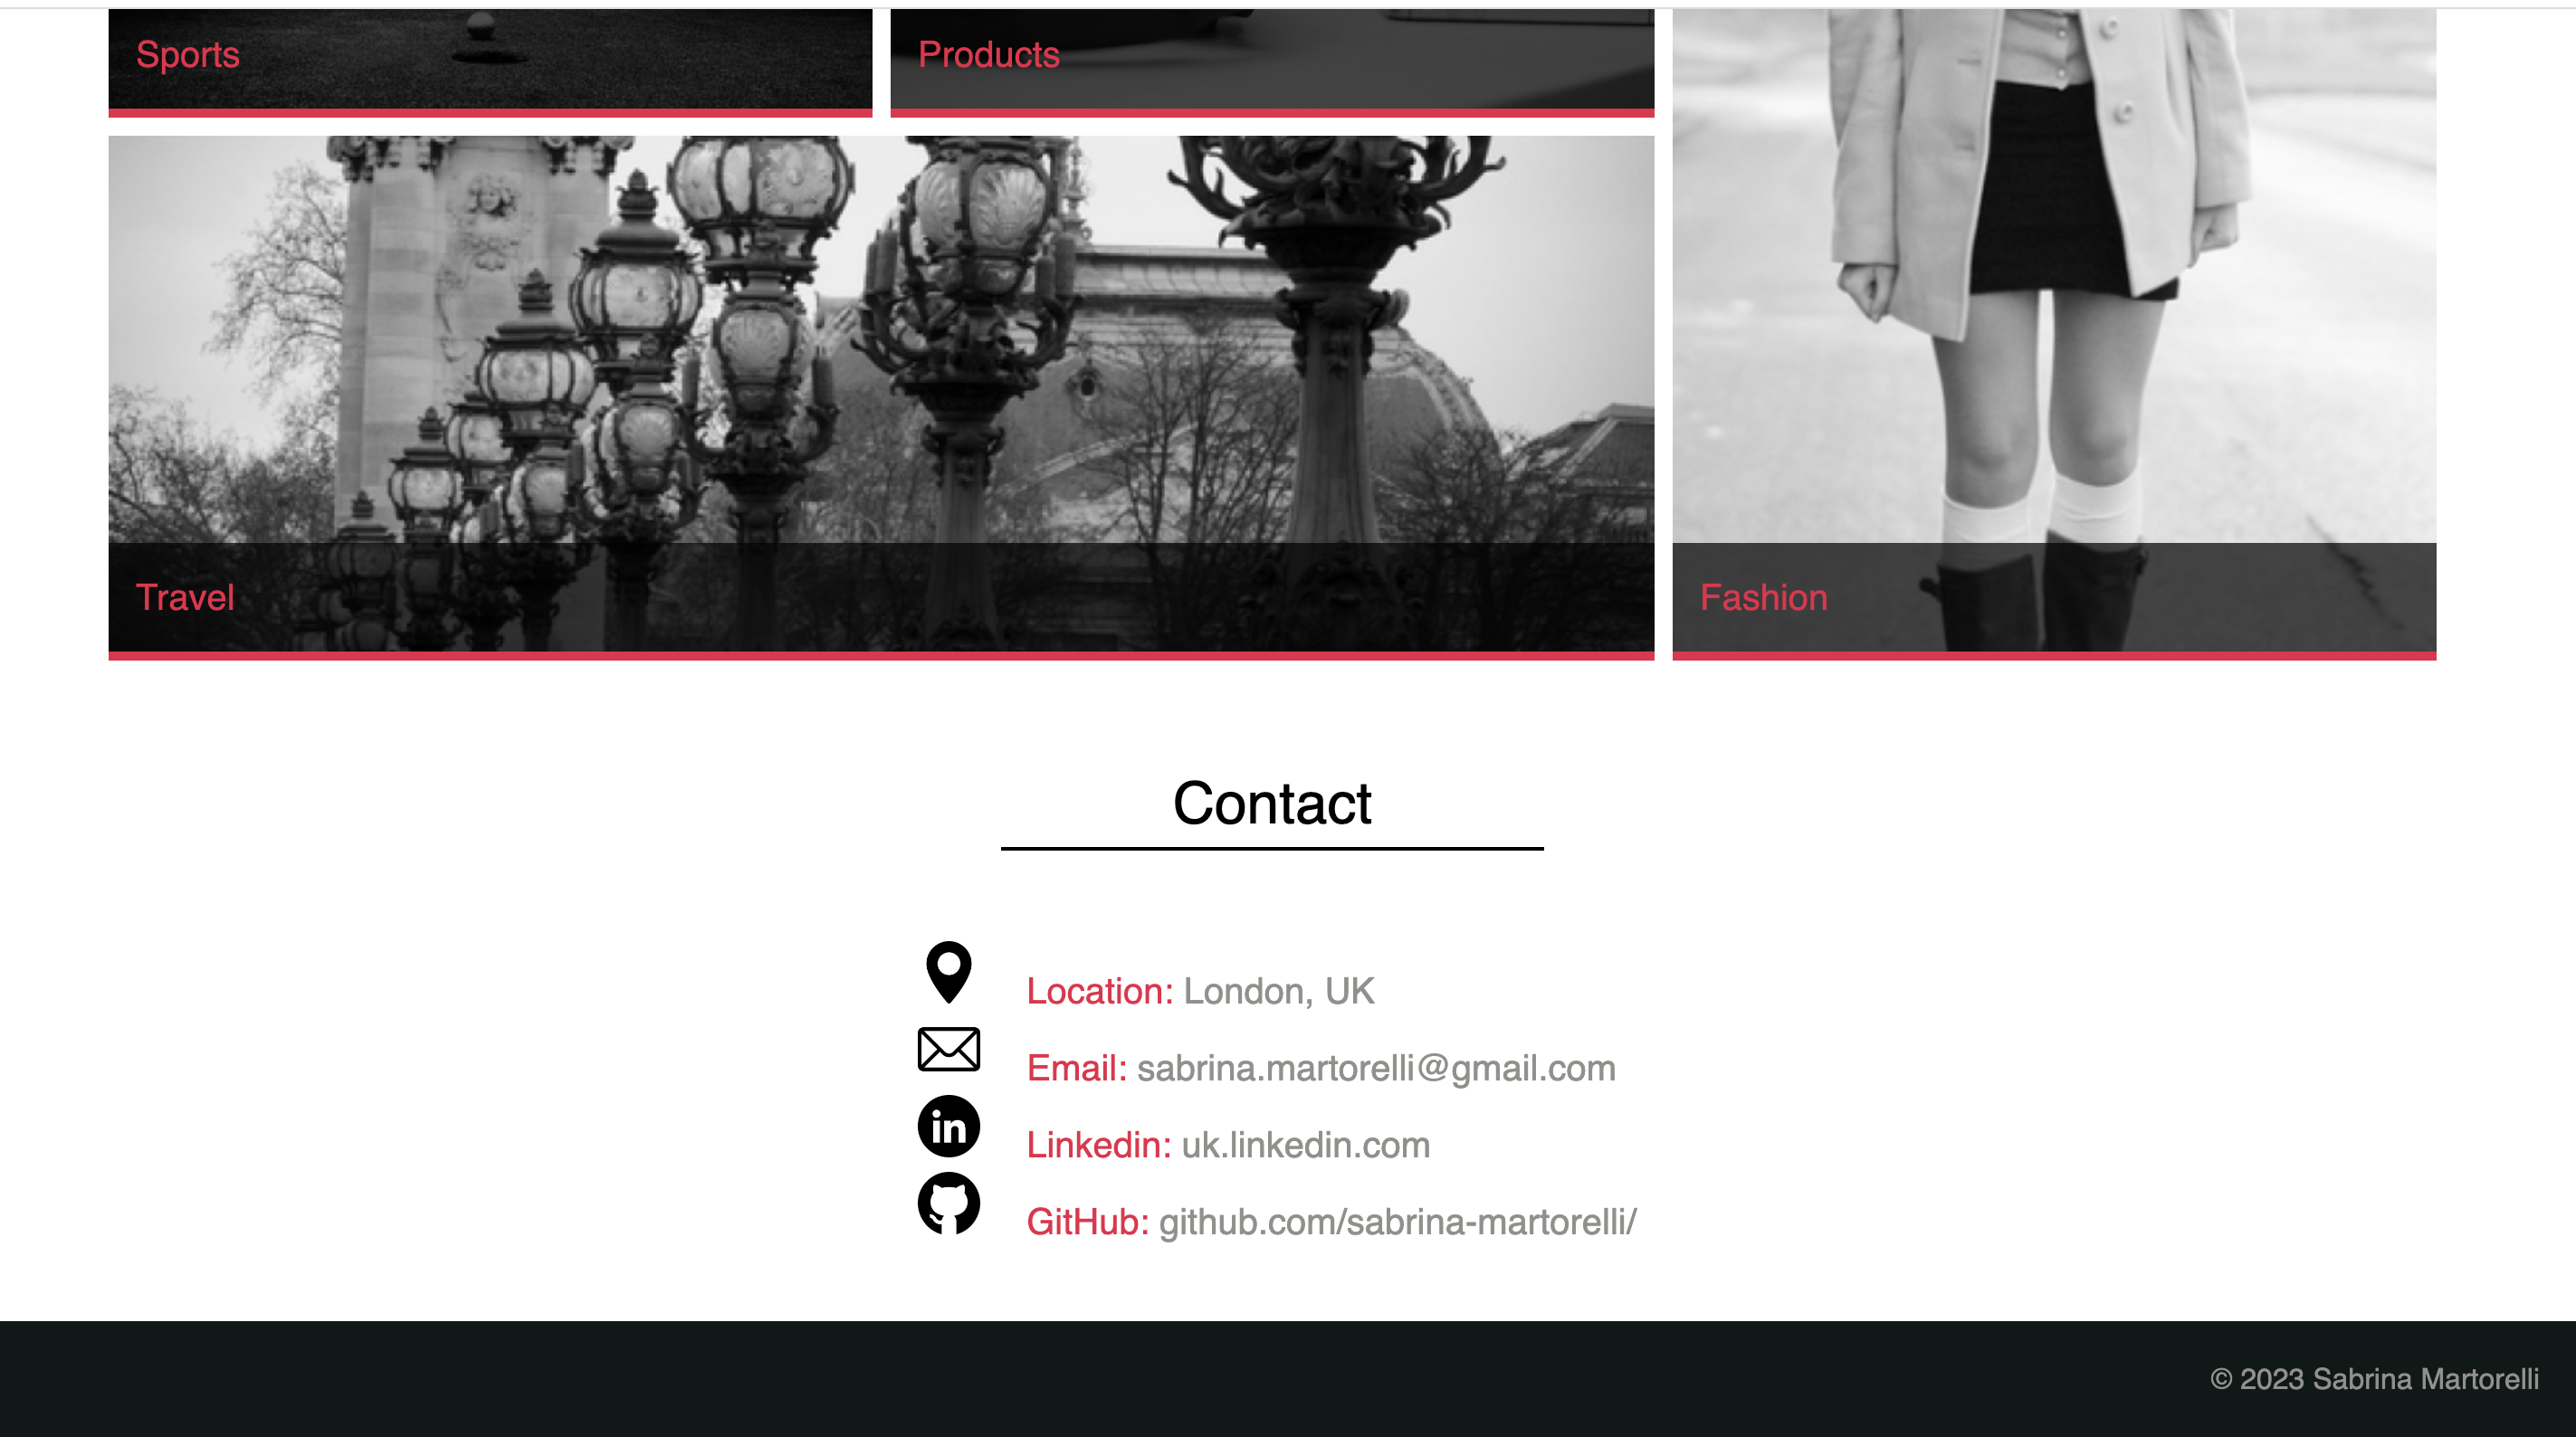 Sports
Products
Travel
Fashion
Contact
Location: London, UK
Email: sabrina.martorelli@gmail.com
in
Linkedin: uk.linkedin.com
GitHub: github.com/sabrina-martorelli/
© 2023 Sabrina Martorelli